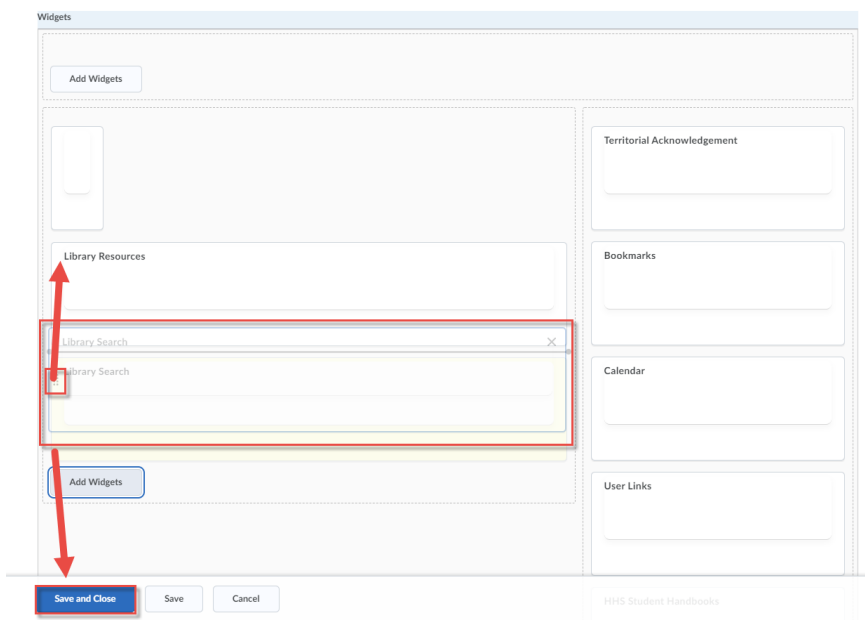 Widgets
Add Widgets
Territorial Acknowledgement
Library Resources
Bookmarks
Library Search
Library Search
Calendar
Add Widgets
User Links
Save and Close
Save
Cancel
HHS Student Handbooks